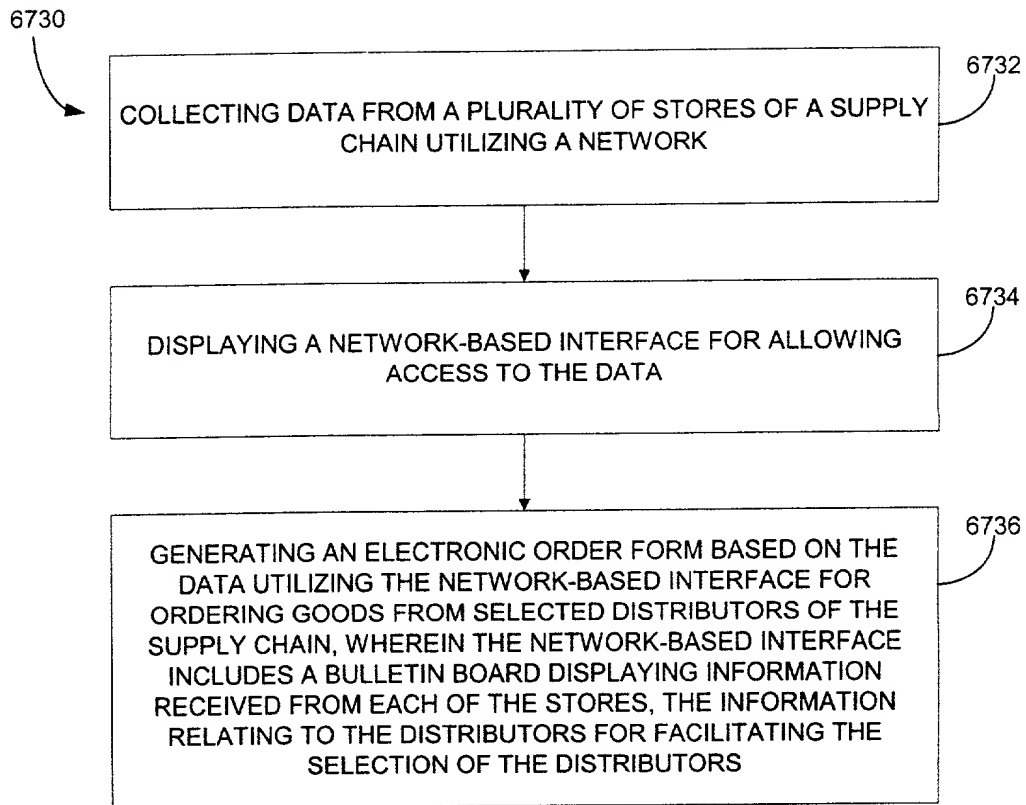 6730
6732
COLLECTING DATA FROM A PLURALITY OF STORES OF A SUPPLY
CHAIN UTILIZING A NETWORK
6734
DISPLAYING A NETWORK-BASED INTERFACE FOR ALLOWING
ACCESS TO THE DATA
6736
GENERATING AN ELECTRONIC ORDER FORM BASED ON THE
DATA UTILIZING THE NETWORK-BASED INTERFACE FOR
ORDERING GOODS FROM SELECTED DISTRIBUTORS OF THE
SUPPLY CHAIN, WHEREIN THE NETWORK-BASED INTERFACE
INCLUDES A BULLETIN BOARD DISPLAYING INFORMATION
RECEIVED FROM EACH OF THE STORES, THE INFORMATION
RELATING TO THE DISTRIBUTORS FOR FACILITATING THE
SELECTION OF THE DISTRIBUTORS